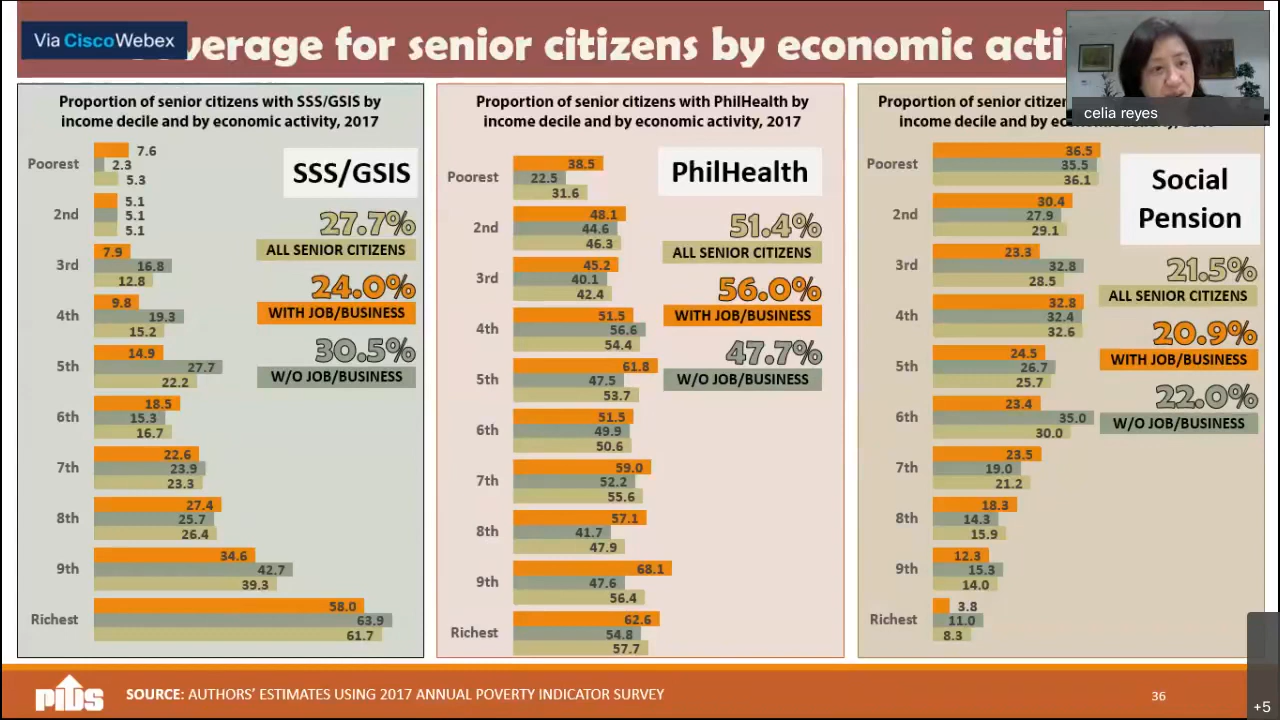 Via CiscoWebex
verage for senior citizens by economic acti
celia reyes
Proportion of senior citizens with SSS/GSIS by
income decile and by economic activity, 2017
SSS/GSIS
27.7%
ALL SENIOR CITIZENS
24.0%
WITH JOB/BUSINESS
30.5%
W/O JOB/BUSINESS
Poorest
7.6
2.3
5.3
2nd
5.1
5.1
5.1
3rd
7.9
16.8
12.8
4th
9.8
19.3
15.2
5th
14.9
27.7
22.2
6th
18.5
15.3
16.7
7th
22.6
23.9
23.3
8th
27.4
25.7
26.4
9th
34.6
42.7
39.3
Richest
58.0
63.9
61.7
Proportion of senior citizens with PhilHealth by
income decile and by economic activity, 2017
PhilHealth
51.4%
ALL SENIOR CITIZENS
56.0%
WITH JOB/BUSINESS
47.7%
W/O JOB/BUSINESS
Poorest
38.5
22.5
31.6
2nd
48.1
44.6
46.3
3rd
45.2
40.1
42.4
4th
51.5
56.6
54.4
5th
61.8
47.5
53.7
6th
51.5
49.9
50.6
7th
59.0
52.2
55.6
8th
57.1
41.7
47.9
9th
68.1
47.6
56.4
Richest
62.6
54.8
57.7
Proportion of senior citizen
income decile and by
Social
Pension
21.5%
ALL SENIOR CITIZENS
20.9%
WITH JOB/BUSINESS
22.0%
W/O JOB/BUSINESS
Poorest
36.5
35.5
36.1
2nd
30.4
27.9
29.1
3rd
23.3
32.8
28.5
4th
32.8
32.4
32.6
5th
24.5
26.7
25.7
6th
23.4
35.0
30.0
7th
23.5
19.0
21.2
8th
18.3
14.3
15.9
9th
12.3
15.3
14.0
Richest
3.8
11.0
8.3
pids
SOURCE: AUTHORS' ESTIMATES USING 2017 ANNUAL POVERTY INDICATOR SURVEY
36
+5